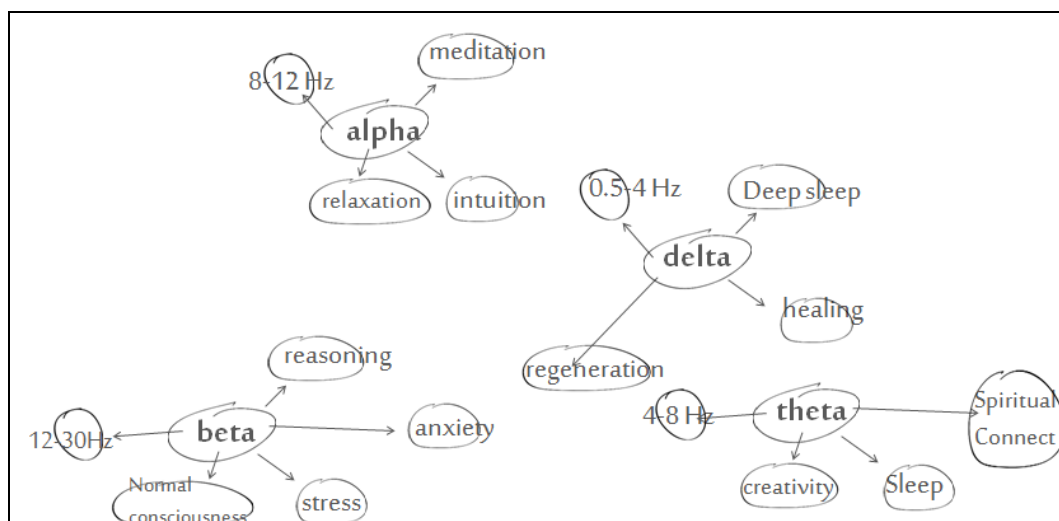 meditation
8-12 Hz
alpha
relaxation
intuition
0.5-4 Hz
Deep sleep
delta
healing
regeneration
reasoning
12-30Hz
beta
anxiety
Normal
consciousness
stress
4-8 Hz
theta
Spiritual
Connect
creativity
Sleep